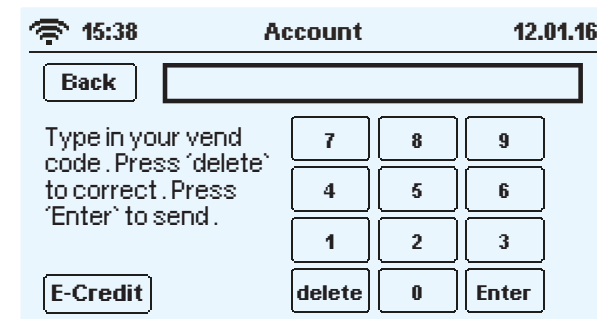 15:38 Account 12.01.16
Back
Type in your vend
code. Press ´delete`
to correct. Press
´Enter` to send.
7 8 9
4 5 6
1 2 3
E-Credit delete 0 Enter